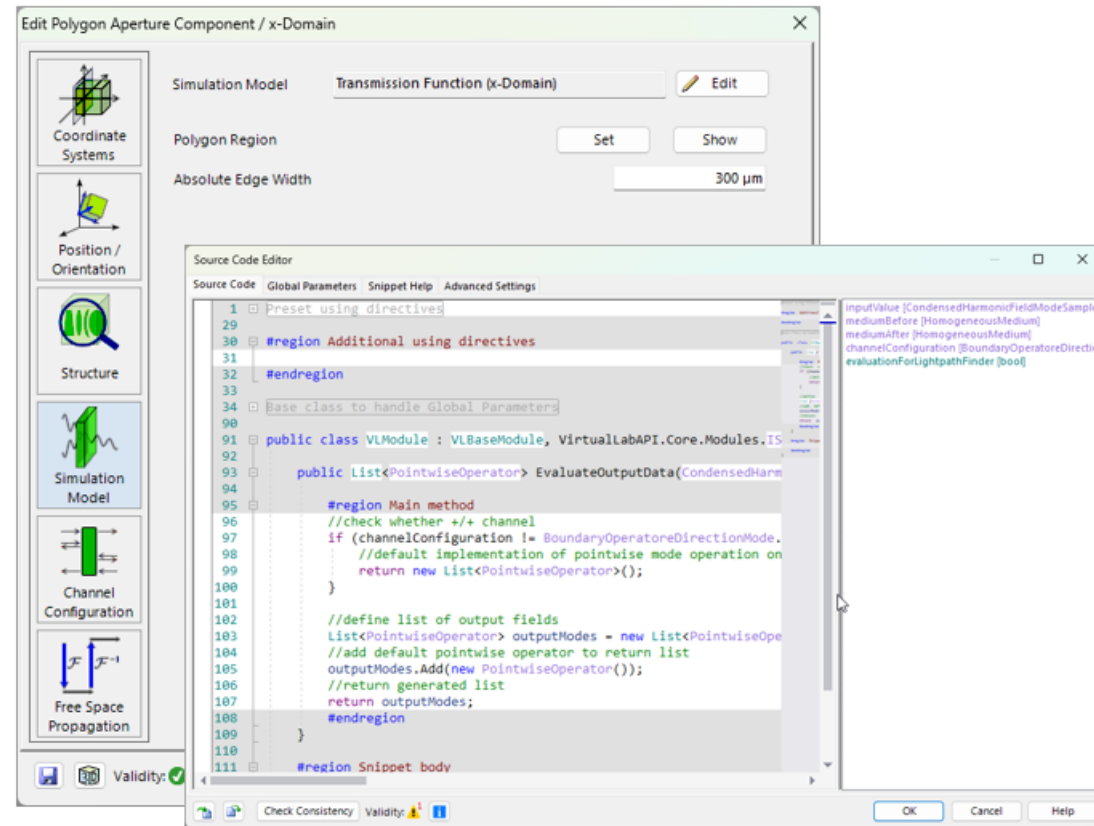 Edit Polygon Aperture Component / x-Domain
Coordinate
Systems
Position /
Orientation
Structure
Simulation
Model
Channel
Configuration
Free Space
Propagation
Simulation Model Transmission Function (x-Domain) Edit
Polygon Region Set Show
Absolute Edge Width 300 µm
Validity:
Source Code Editor
Source Code Global Parameters Snippet Help Advanced Settings
1 Preset using directives
29
30 #region Additional using directives
31
32 #endregion
33
34 Base class to handle Global Parameters
90
91 public class VLModule : VLBaseModule, VirtualLabAPI.Core.Modules.IS
92
93 public List<PointwiseOperator> EvaluateOutputData(CondensedHarm
94
95 #region Main method
96 //check whether +/+ channel
97 if (channelConfiguration != BoundaryOperatoreDirectionMode.
98 //default implementation of pointwise mode operation on
99 return new List<PointwiseOperator>();
100 }
101
102 //define list of output fields
103 List<PointwiseOperator> outputModes = new List<PointwiseOpe
104 //add default pointwise operator to return list
105 outputModes.Add(new PointwiseOperator());
106 //return generated list
107 return outputModes;
108 #endregion
109 }
110
111 #region Snippet body
inputValue [CondensedHarmonicFieldModeSample
mediumBefore [HomogeneousMedium]
mediumAfter [HomogeneousMedium]
channelConfiguration [BoundaryOperatoreDirecti
evaluationForLightpathFinder [bool]
Check Consistency Validity: OK Cancel Help